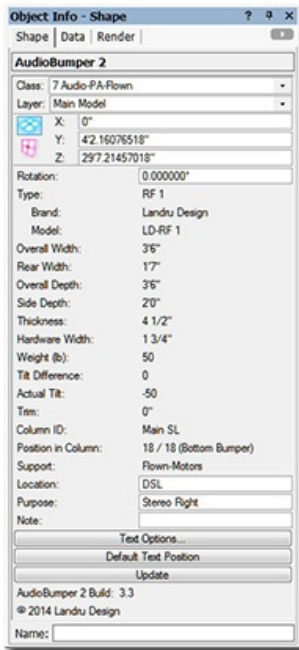 Object Info - Shape ? X
Shape Data Render
AudioBumper 2
Class: 7 Audio-PA-Flown
Layer: Main Model
X: 0"
Y: 4'2.16076518"
Z: 29'7.21457018"
Rotation: 0.000000°
Type: RF 1
Brand: Landru Design
Model: LD-RF 1
Overall Width: 3'6"
Rear Width: 1'7"
Overall Depth: 3'6"
Side Depth: 2'0"
Thickness: 4 1/2"
Hardware Width: 1 3/4"
Weight (lb): 50
Tilt Difference: 0
Actual Tilt: -50
Trim: 0"
Column ID: Main SL
Position in Column: 18 / 18 (Bottom Bumper)
Support: Flown-Motors
Location: DSL
Purpose: Stereo Right
Note:
Text Options...
Default Text Position
Update
AudioBumper 2 Build: 3.3
© 2014 Landru Design
Name: